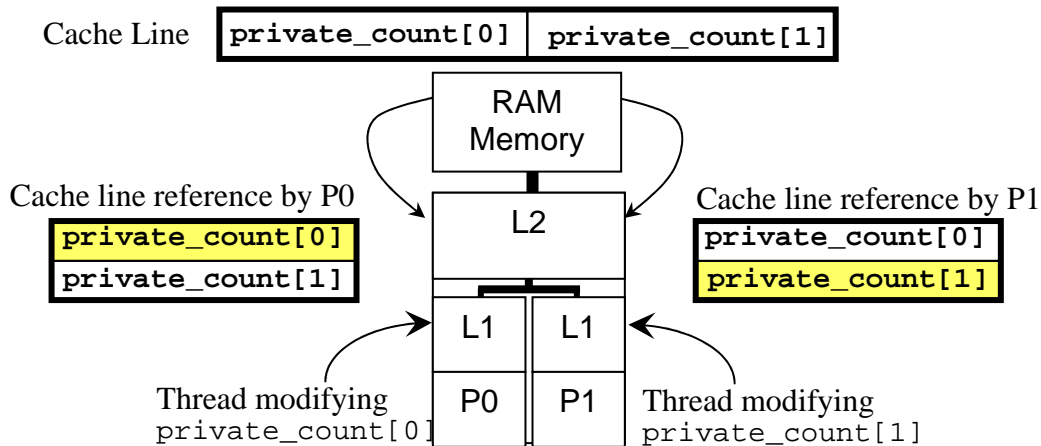 Cache Line
private_count[0] private_count[1]
RAM
Memory
Cache line reference by P0
private_count[0]
private_count[1]
L2
Cache line reference by P1
private_count[0]
private_count[1]
L1 L1
P0 P1
Thread modifying
private_count[0]
Thread modifying
private_count[1]